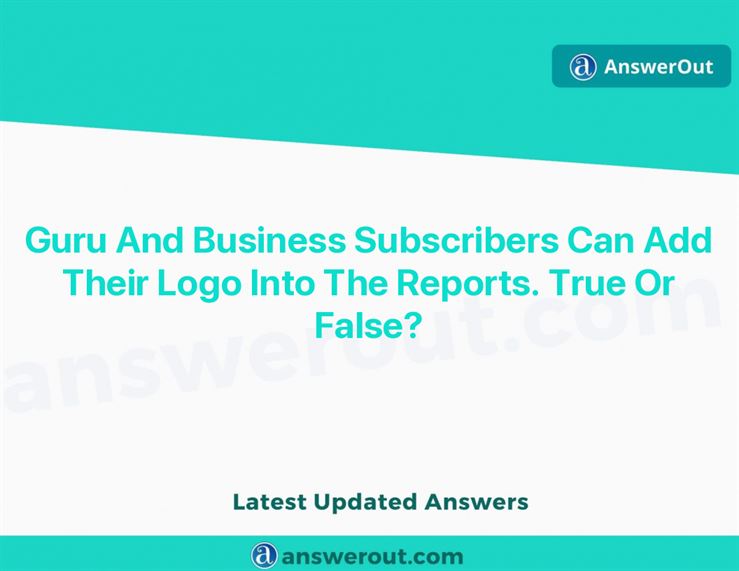 AnswerOut
Guru And Business Subscribers Can Add
Their Logo Into The Reports. True Or
False?
answerout.com
Latest Updated Answers
answerout.com